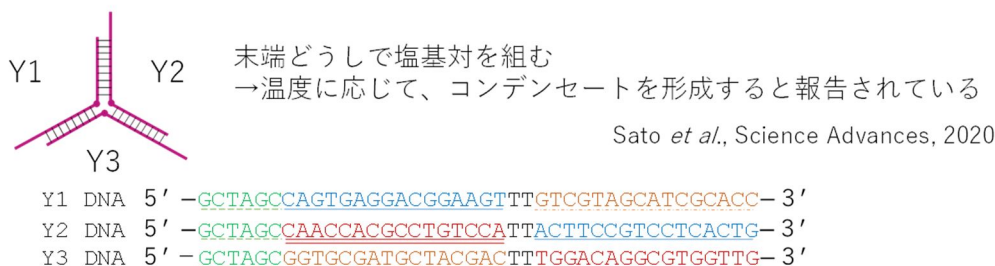 Y1
Y2
Y3
末端どうしで塩基対を組む
→温度に応じて、コンデンセートを形成すると報告されている
Sato et al., Science Advances, 2020
Y1 DNA 5’ –GCTAGCCAGTGAGGACGGAAGTTTGTCGTAGCATCGCACC– 3’
Y2 DNA 5’ –GCTAGCCAACCACGCCTGTCCATTACTTCCGTCCTCACTG– 3’
Y3 DNA 5’ –GCTAGCGGTGCGATGCTACGACTTTGGACAGGCGTGGTTG– 3’